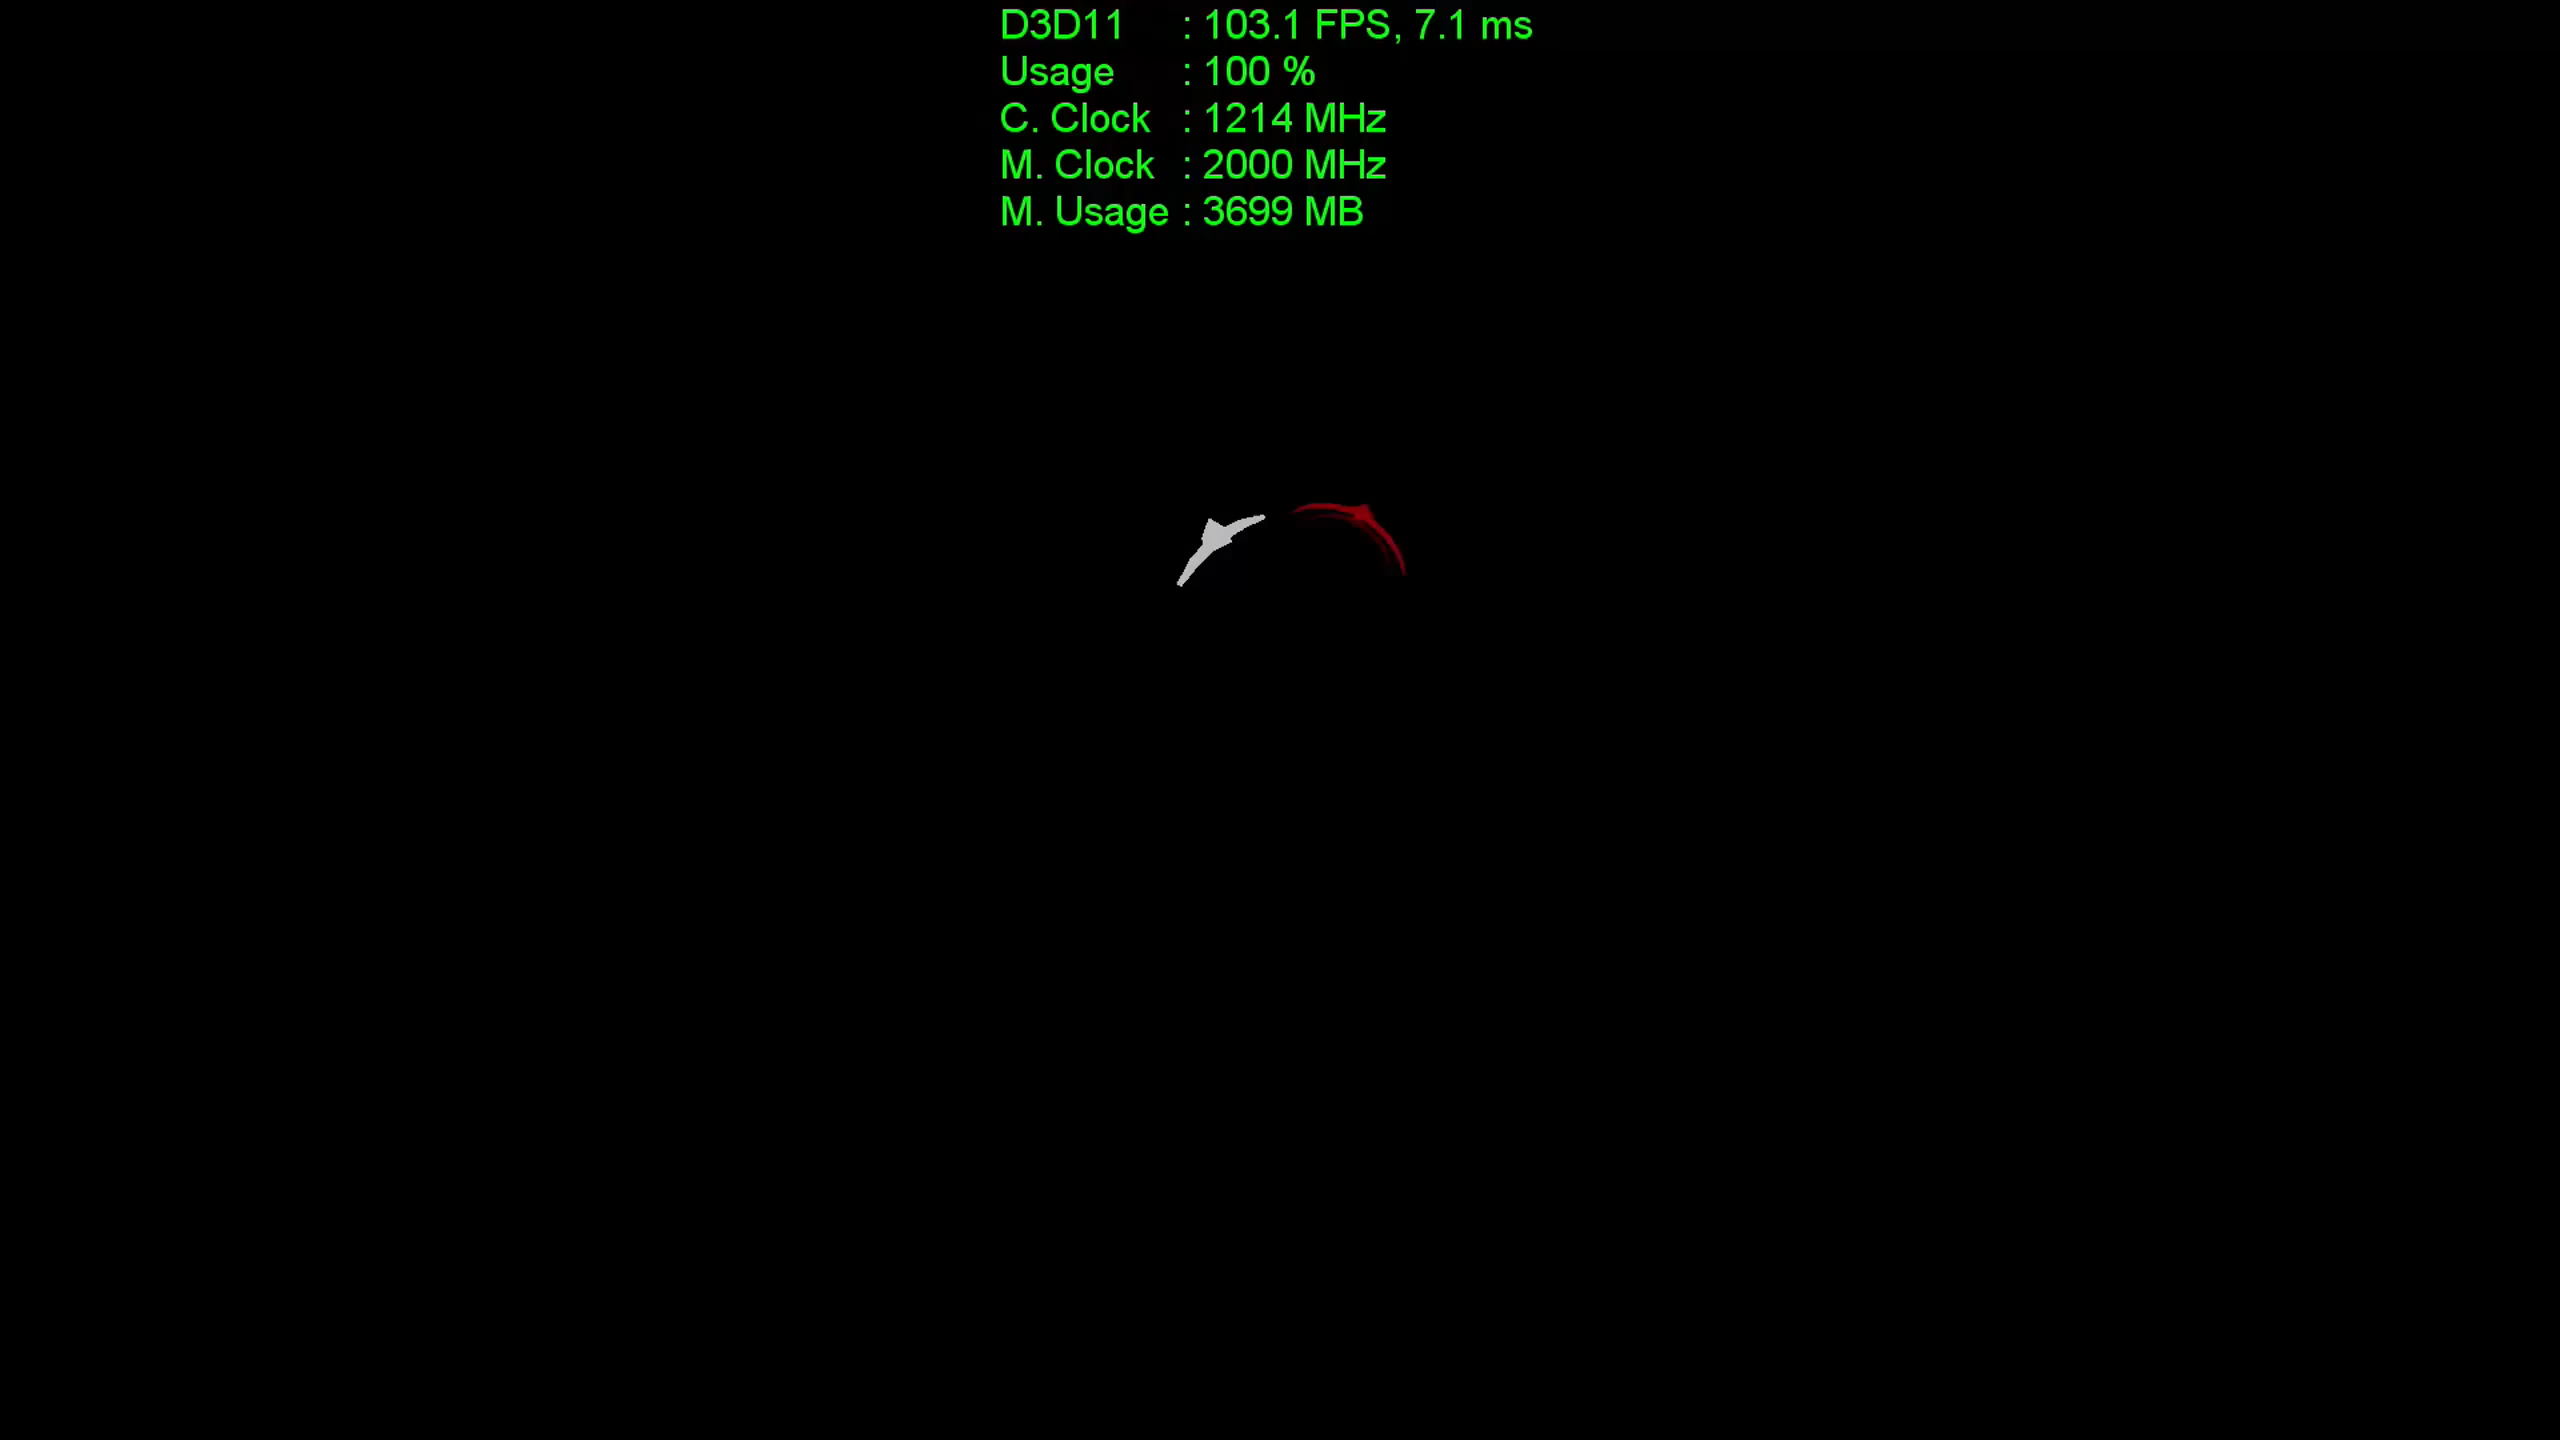 D3D11 : 103.1 FPS, 7.1 ms
Usage : 100 %
C. Clock : 1214 MHz
M. Clock : 2000 MHz
M. Usage : 3699 MB